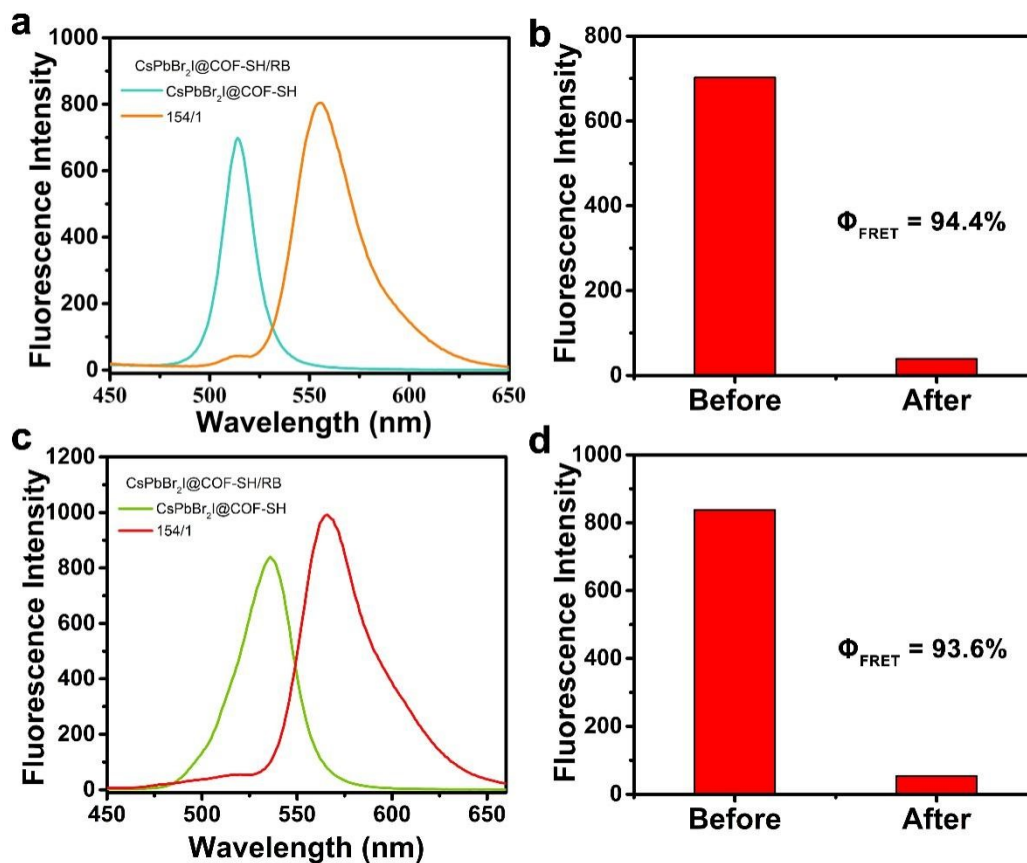 a
1000
800
600
400
200
0
Fluorescence Intensity
CsPbBr₂I@COF-SH/RB
CsPbBr₂I@COF-SH
154/1
450 500 550 600 650
Wavelength (nm)
b
800
600
400
200
0
Fluorescence Intensity
Φ_FRET = 94.4%
Before After
c
1200
1000
800
600
400
200
0
Fluorescence Intensity
CsPbBr₂I@COF-SH/RB
CsPbBr₂I@COF-SH
154/1
450 500 550 600 650
Wavelength (nm)
d
1000
800
600
400
200
0
Fluorescence Intensity
Φ_FRET = 93.6%
Before After